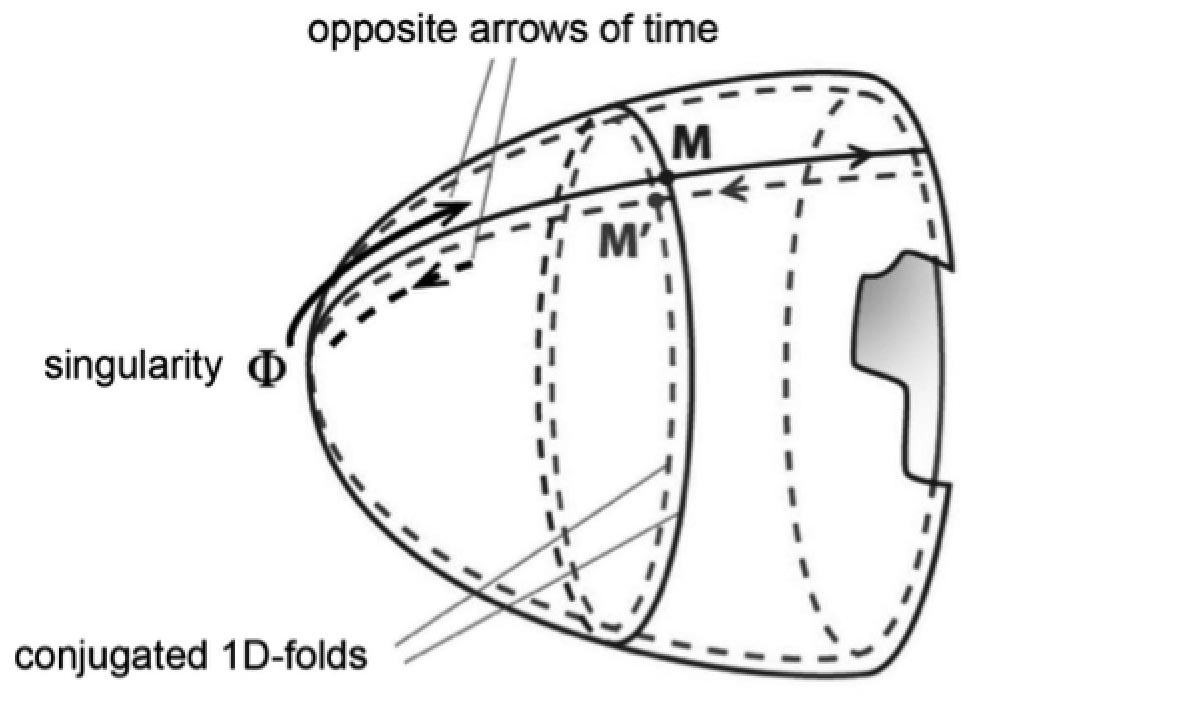 opposite arrows of time
M
M'
singularity Φ
conjugated 1D-folds